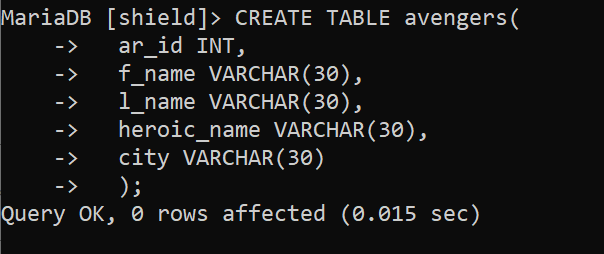 MariaDB [shield]> CREATE TABLE avengers(
    ->   ar_id INT,
    ->   f_name VARCHAR(30),
    ->   l_name VARCHAR(30),
    ->   heroic_name VARCHAR(30),
    ->   city VARCHAR(30)
    ->   );
Query OK, 0 rows affected (0.015 sec)